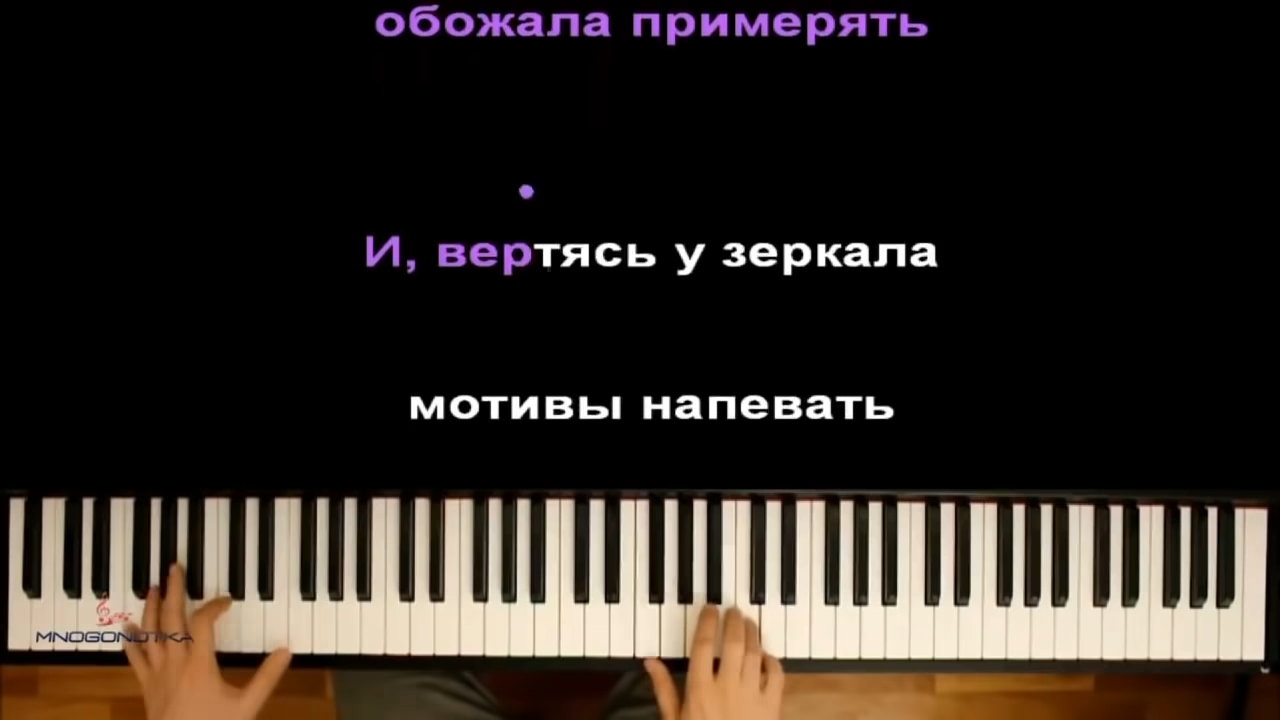 обожала примерять
И, вертясь у зеркала
мотивы напевать
MNOGONOTKA